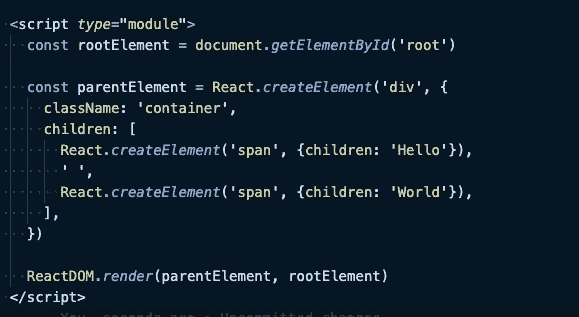 <script type="module">
const rootElement = document.getElementById('root')
const parentElement = React.createElement('div', {
className: 'container',
children: [
React.createElement('span', {children: 'Hello'}),
' ',
React.createElement('span', {children: 'World'}),
],
})
ReactDOM.render(parentElement, rootElement)
</script>
You, seconds ago • Uncommitted changes